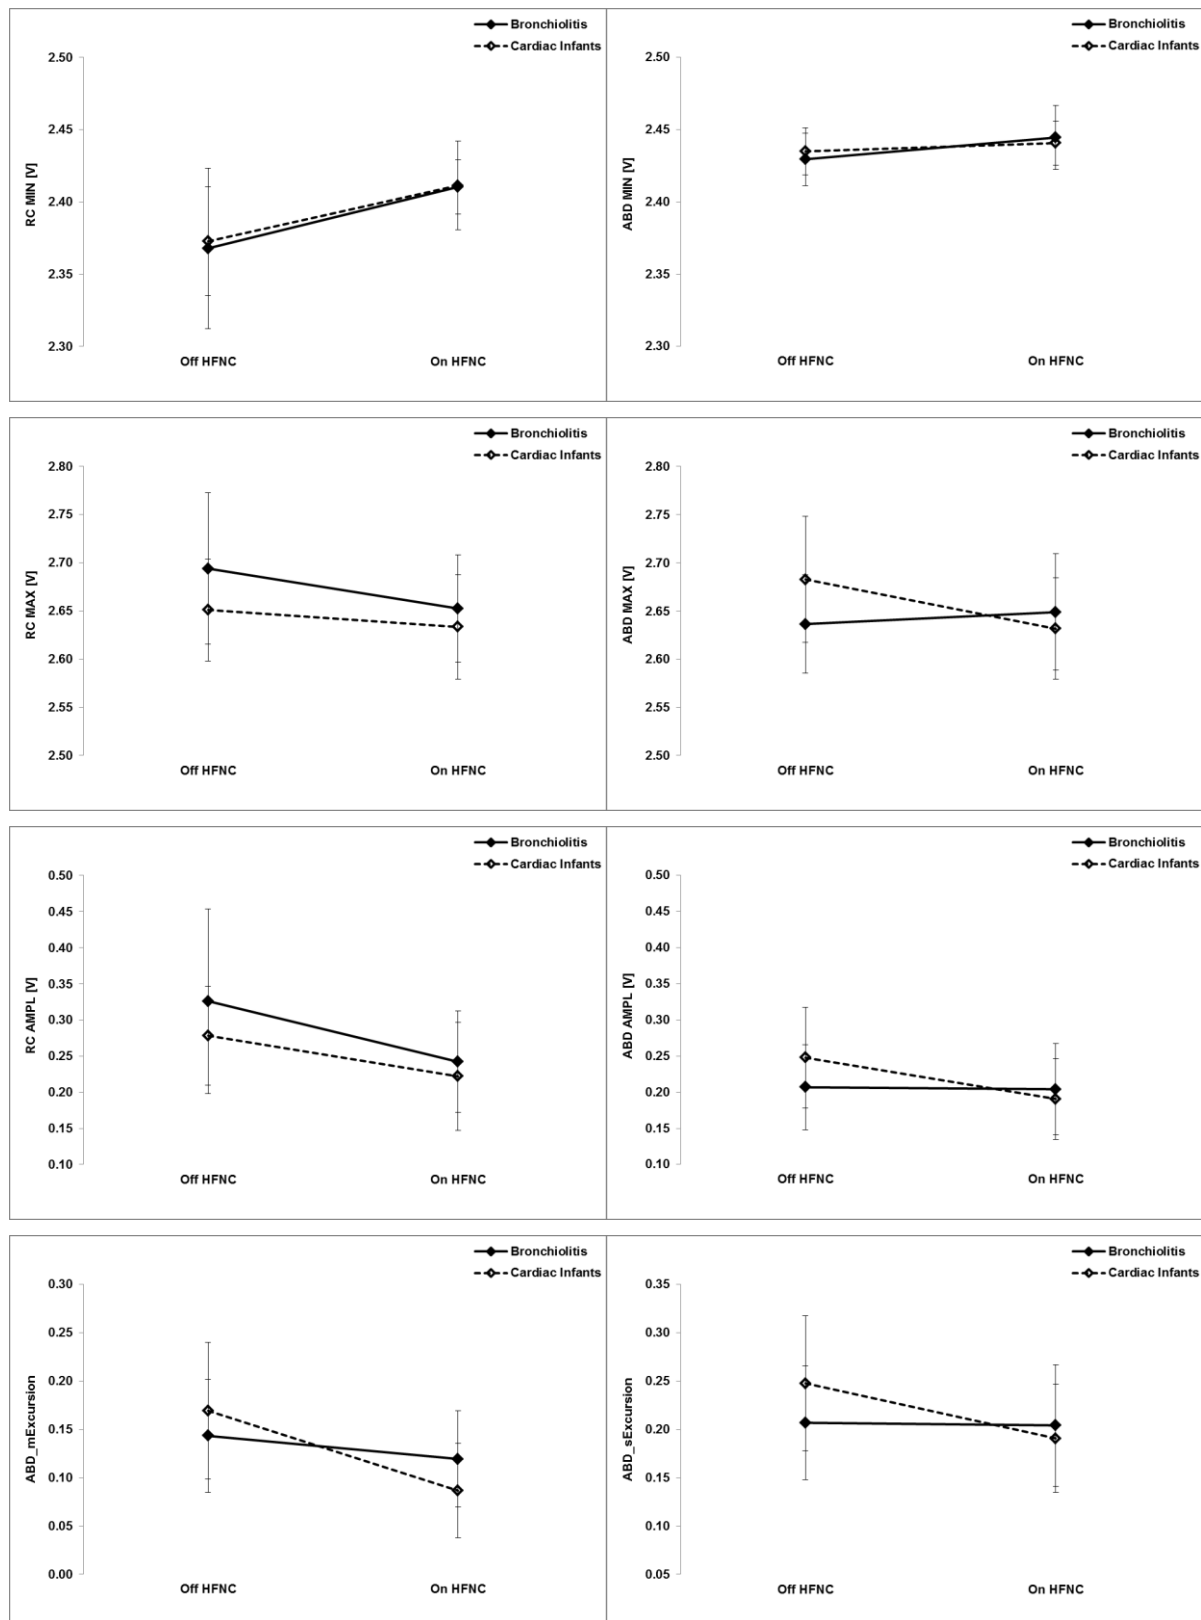 Bronchiolitis
Cardiac Infants
2.50
2.45
2.40
2.35
2.30
RC MIN [V]
Off HFNC
On HFNC
Bronchiolitis
Cardiac Infants
2.50
2.45
2.40
2.35
2.30
ABD MIN [V]
Off HFNC
On HFNC
Bronchiolitis
Cardiac Infants
2.80
2.75
2.70
2.65
2.60
2.55
2.50
RC MAX [V]
Off HFNC
On HFNC
Bronchiolitis
Cardiac Infants
2.80
2.75
2.70
2.65
2.60
2.55
2.50
ABD MAX [V]
Off HFNC
On HFNC
Bronchiolitis
Cardiac Infants
0.50
0.45
0.40
0.35
0.30
0.25
0.20
0.15
0.10
RC AMPL [V]
Off HFNC
On HFNC
Bronchiolitis
Cardiac Infants
0.50
0.45
0.40
0.35
0.30
0.25
0.20
0.15
0.10
ABD AMPL [V]
Off HFNC
On HFNC
Bronchiolitis
Cardiac Infants
0.30
0.25
0.20
0.15
0.10
0.05
0.00
ABD_mExcursion
Off HFNC
On HFNC
Bronchiolitis
Cardiac Infants
0.35
0.30
0.25
0.20
0.15
0.10
0.05
ABD_sExcursion
Off HFNC
On HFNC